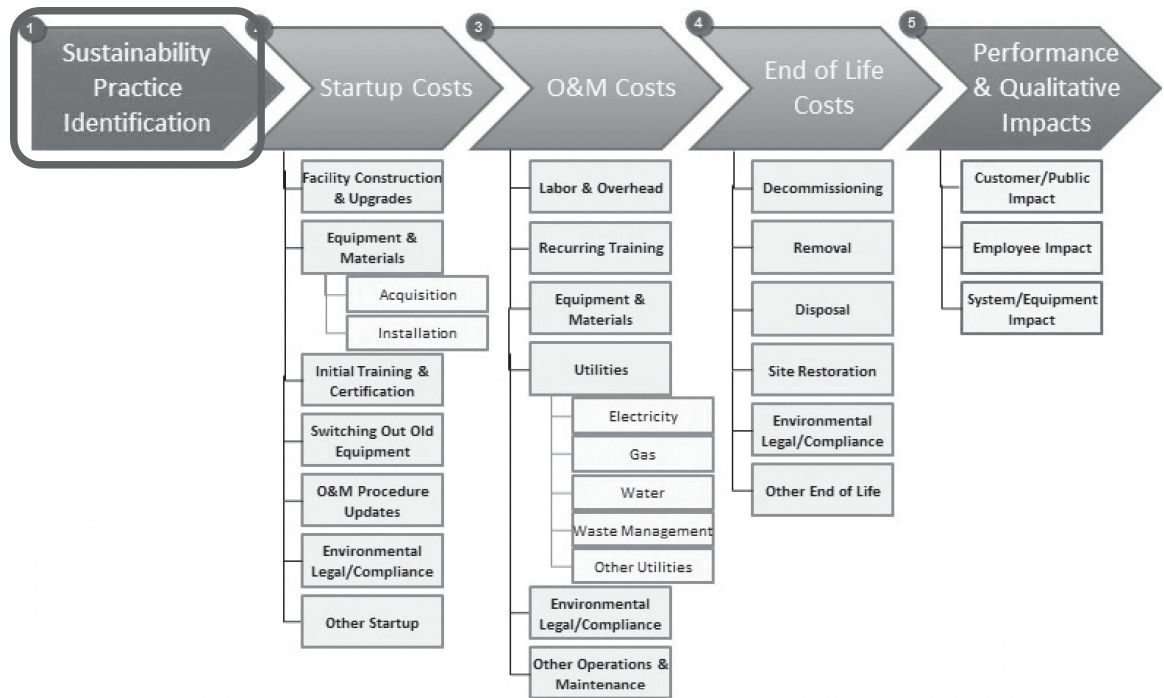 1
Sustainability
Practice
Identification
Startup Costs
3
O&M Costs
4
End of Life
Costs
5
Performance
& Qualitative
Impacts
Facility Construction
& Upgrades
Equipment &
Materials
Acquisition
Installation
Initial Training &
Certification
Switching Out Old
Equipment
O&M Procedure
Updates
Environmental
Legal/Compliance
Other Startup
Labor & Overhead
Recurring Training
Equipment &
Materials
Utilities
Electricity
Gas
Water
Waste Management
Other Utilities
Environmental
Legal/Compliance
Other Operations &
Maintenance
Decommissioning
Removal
Disposal
Site Restoration
Environmental
Legal/Compliance
Other End of Life
Customer/Public
Impact
Employee Impact
System/Equipment
Impact